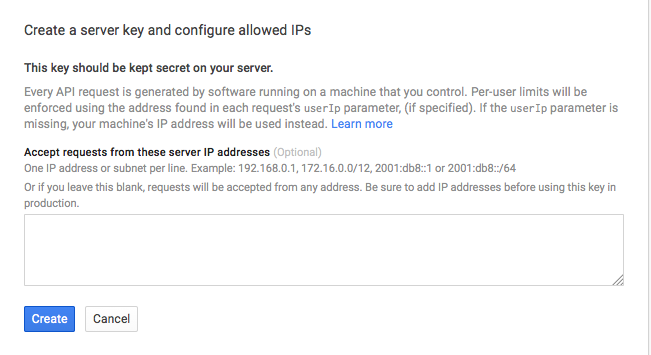 Create a server key and configure allowed IPs
This key should be kept secret on your server.
Every API request is generated by software running on a machine that you control. Per-user limits will be
enforced using the address found in each request's userIp parameter, (if specified). If the userIp parameter is
missing, your machine's IP address will be used instead. Learn more
Accept requests from these server IP addresses (Optional)
One IP address or subnet per line. Example: 192.168.0.1, 172.16.0.0/12, 2001:db8::1 or 2001:db8::/64
Or if you leave this blank, requests will be accepted from any address. Be sure to add IP addresses before using this key in
production.
Create Cancel